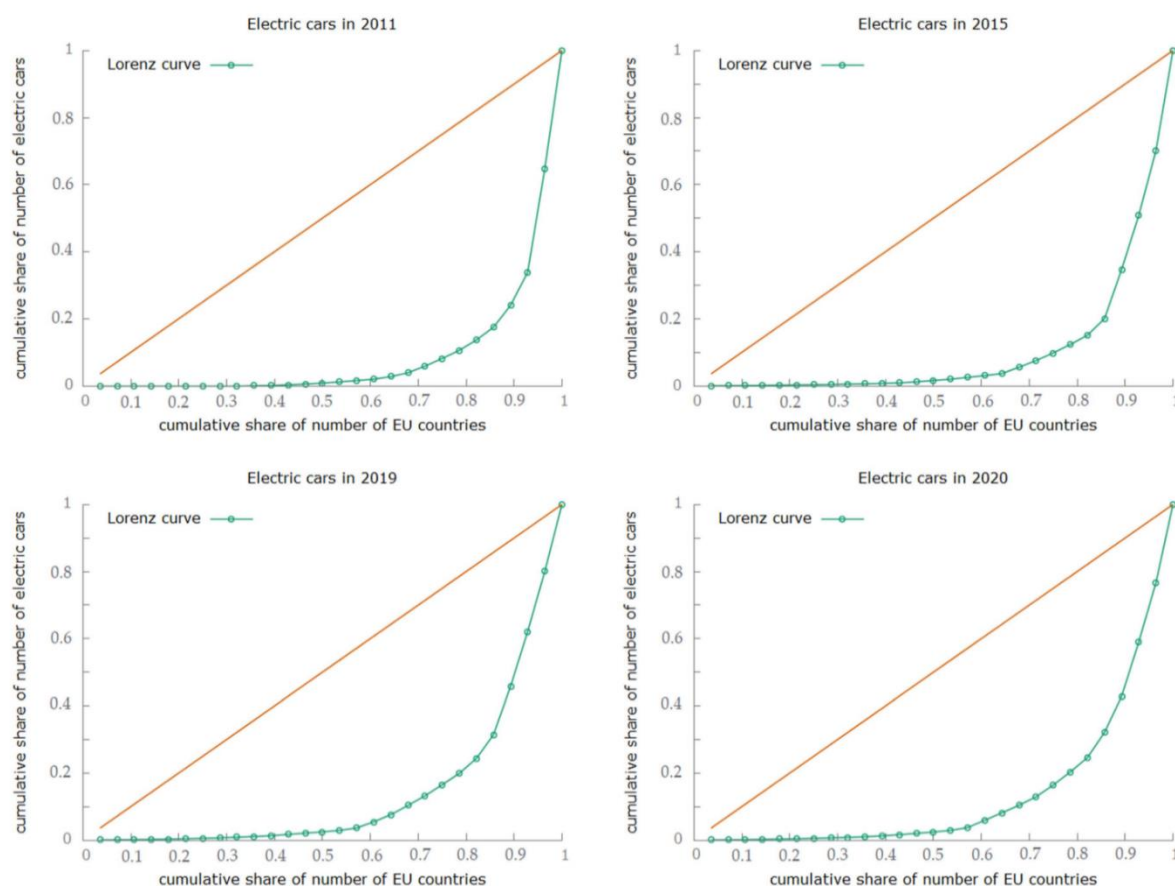 Electric cars in 2011
cumulative share of number of electric cars
1
0.8
0.6
0.4
0.2
0
Lorenz curve
0 0.1 0.2 0.3 0.4 0.5 0.6 0.7 0.8 0.9 1
cumulative share of number of EU countries
Electric cars in 2015
cumulative share of number of electric cars
1
0.8
0.6
0.4
0.2
0
Lorenz curve
0 0.1 0.2 0.3 0.4 0.5 0.6 0.7 0.8 0.9 1
cumulative share of number of EU countries
Electric cars in 2019
cumulative share of number of electric cars
1
0.8
0.6
0.4
0.2
0
Lorenz curve
0 0.1 0.2 0.3 0.4 0.5 0.6 0.7 0.8 0.9 1
cumulative share of number of EU countries
Electric cars in 2020
cumulative share of number of electric cars
1
0.8
0.6
0.4
0.2
0
Lorenz curve
0 0.1 0.2 0.3 0.4 0.5 0.6 0.7 0.8 0.9 1
cumulative share of number of EU countries